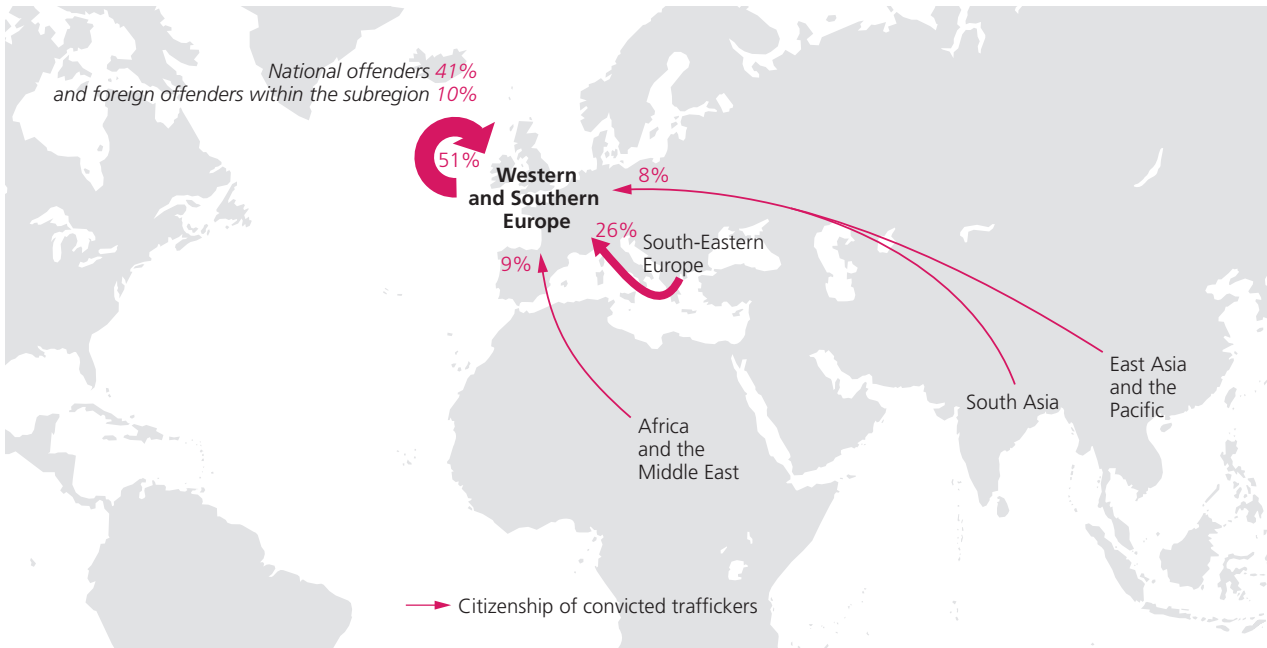 National offenders 41%
and foreign offenders within the subregion 10%
51%
Western
and Southern
Europe
8%
26%
South-Eastern
Europe
9%
East Asia
and the
Pacific
South Asia
Africa
and the
Middle East
Citizenship of convicted traffickers